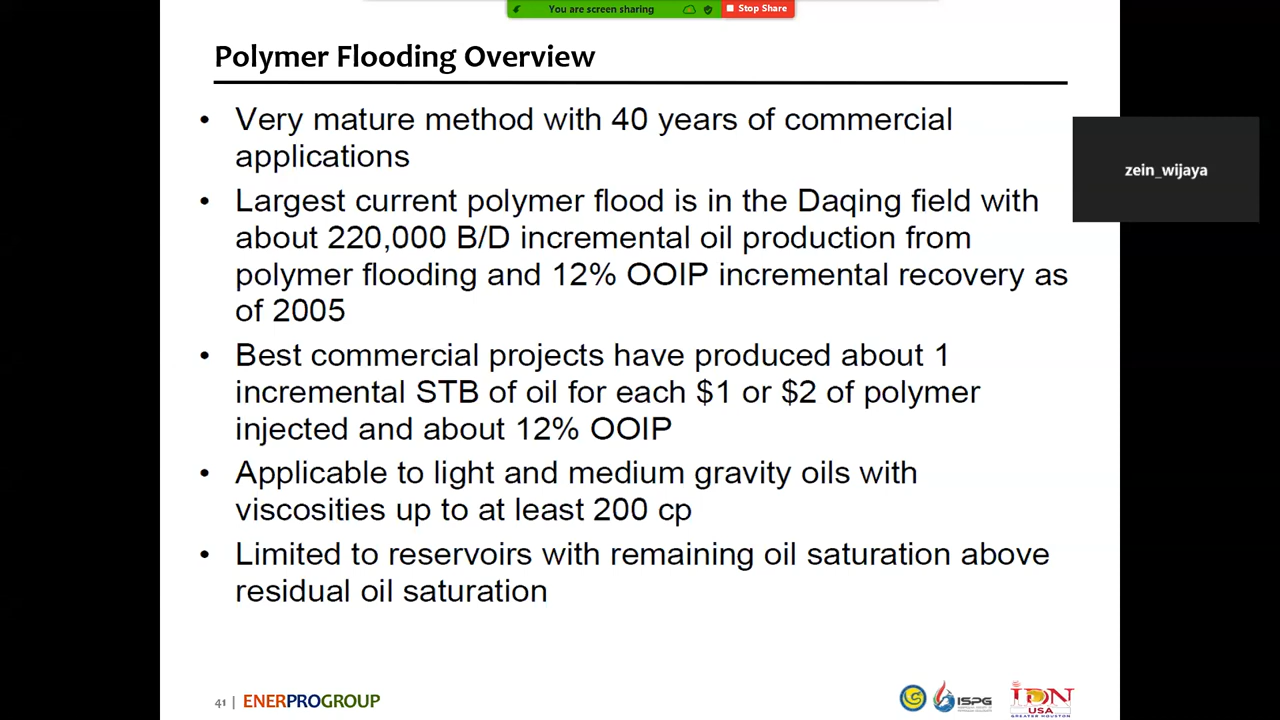 You are screen sharing
Stop Share
Polymer Flooding Overview
• Very mature method with 40 years of commercial
applications
• Largest current polymer flood is in the Daqing field with
about 220,000 B/D incremental oil production from
polymer flooding and 12% OOIP incremental recovery as
of 2005
• Best commercial projects have produced about 1
incremental STB of oil for each $1 or $2 of polymer
injected and about 12% OOIP
• Applicable to light and medium gravity oils with
viscosities up to at least 200 cp
• Limited to reservoirs with remaining oil saturation above
residual oil saturation
zein_wijaya
41 | ENERPROGROUP
ISPG
IDN
USA
GREATER HOUSTON